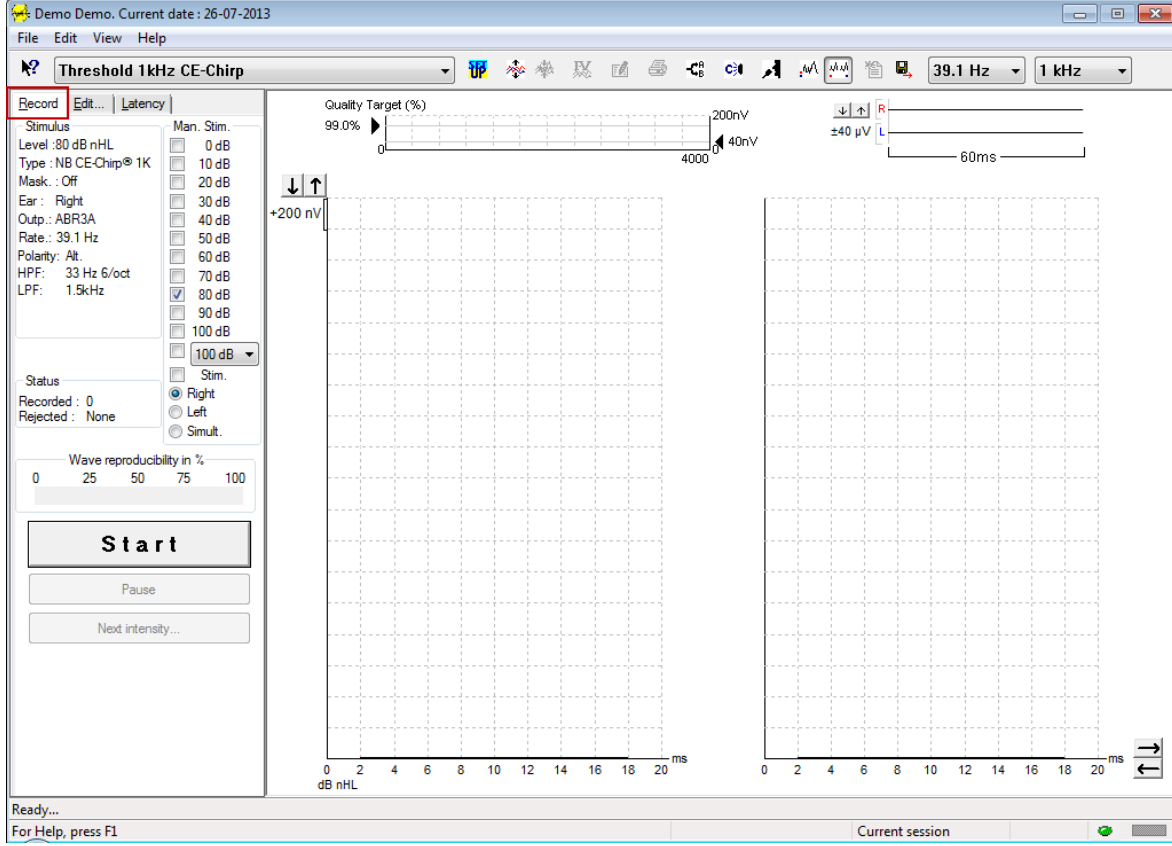 Demo Demo. Current date : 26-07-2013
File Edit View Help
Threshold 1kHz CE-Chirp
39.1 Hz
1 kHz
Record Edit... Latency
Stimulus
Level :80 dB nHL
Type : NB CE-Chirp® 1K
Mask. : Off
Ear : Right
Outp.: ABR3A
Rate.: 39.1 Hz
Polarity: Alt.
HPF: 33 Hz 6/oct
LPF: 1.5kHz
Man. Stim.
0 dB
10 dB
20 dB
30 dB
40 dB
50 dB
60 dB
70 dB
80 dB
90 dB
100 dB
100 dB
Stim.
Right
Left
Simult.
Status
Recorded : 0
Rejected : None
Wave reproducibility in %
0 25 50 75 100
Start
Pause
Next intensity...
Quality Target (%)
99.0%
200nV
40nV
0
0
4000
R
±40 µV L
60ms
+200 nV
0 2 4 6 8 10 12 14 16 18 20 ms
dB nHL
0 2 4 6 8 10 12 14 16 18 20 ms
Ready...
For Help, press F1
Current session